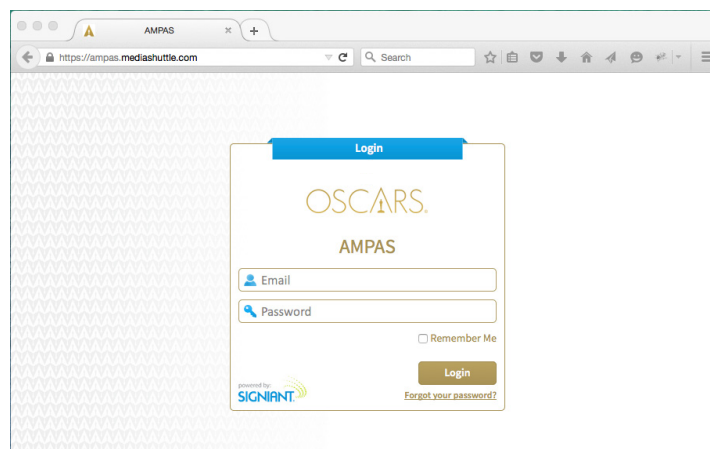 AMPAS
https://ampas.mediashuttle.com
Search
Login
OSCARS.
AMPAS
Email
Password
Remember Me
Login
powered by:
SIGNIANT
Forgot your password?